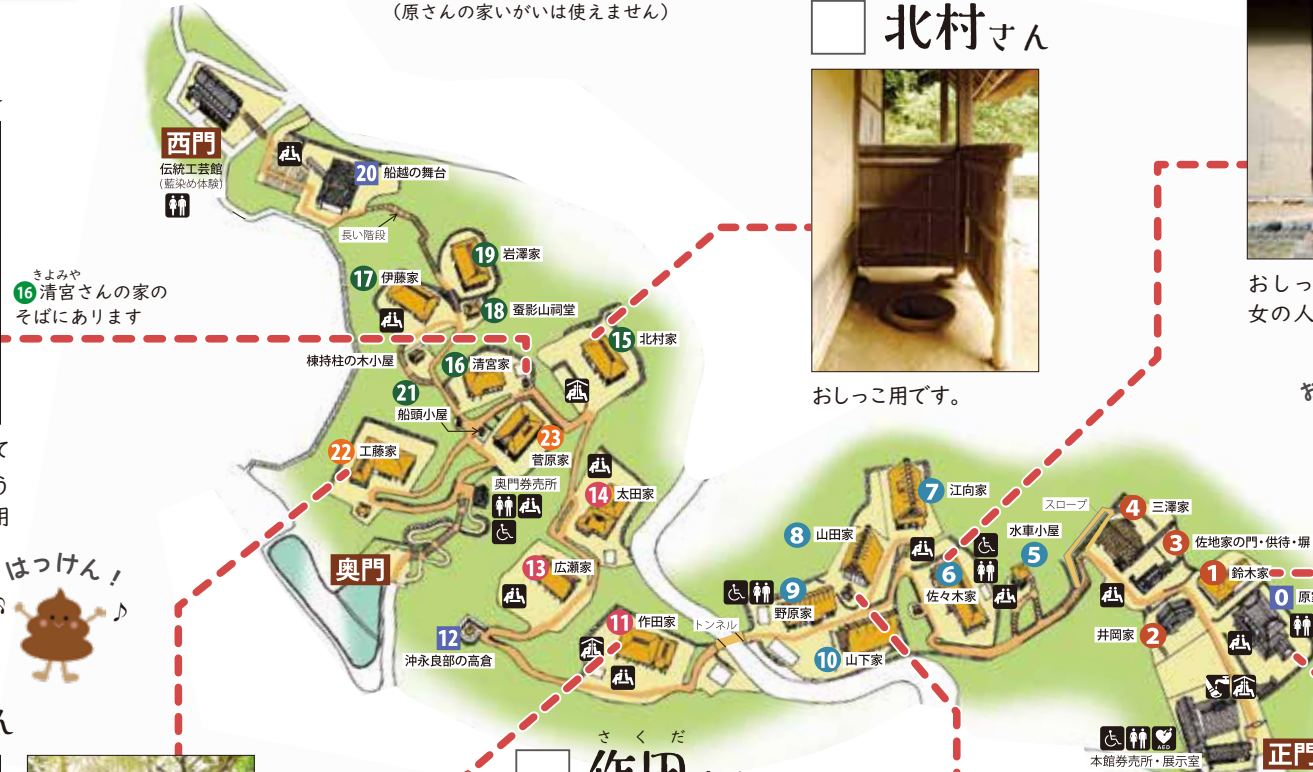 (原さんの家いがいは使えません)
北村さん
西門
伝統工芸館
(藍染め体験)
20 船越の舞台
長い階段
19 岩澤家
17 伊藤家
18 蚕影山祠堂
きよみや
16 清宮さんの家の
そばにあります
15 北村家
棟持柱の木小屋
16 清宮家
21
船頭小屋
おしっこ用です。
おしっ
女の人
23
菅原家
22 工藤家
て
う
用
奥門券売所
14 太田家
7 江向家
スロープ
4 三澤家
水車小屋
5
8 山田家
3 佐地家の門・供待・塀
6
佐々木家
1 鈴木家
0 原
はっけん!
♪
奥門
13 広瀬家
9
野原家
トンネル
11 作田家
12
沖永良部の高倉
10 山下家
井岡家 2
AED
本館券売所・展示室
正門
ん
さくだ
作田